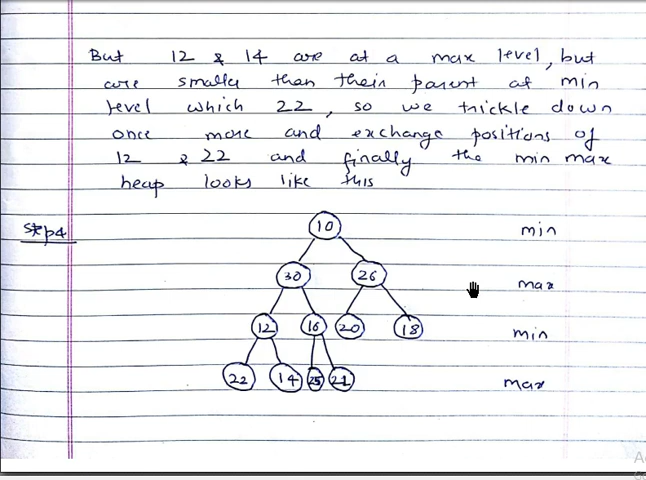 But 12 & 14 are at a max level, but
are smaller than their parent at min
level which 22, so we trickle down
once more and exchange positions of
12 & 22 and finally the min max
heap looks like this
Step4
10 min
30 26 max
12 16 20 18 min
22 14 25 21 max